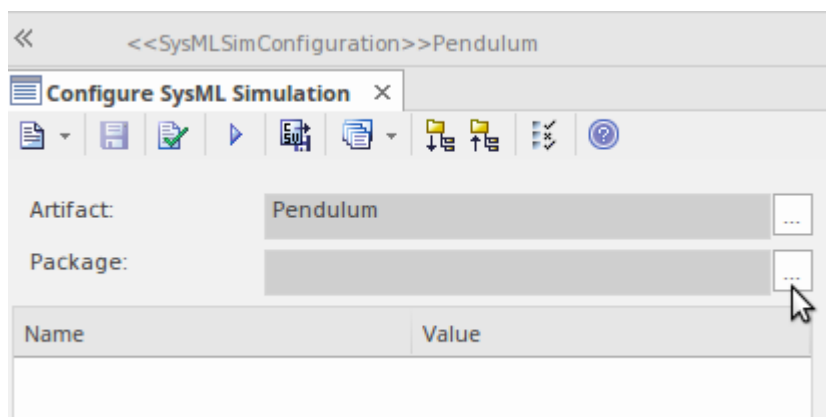 <<SysMLSimConfiguration>>Pendulum
Configure SysML Simulation
Artifact:
Pendulum
...
Package:
...
Name
Value